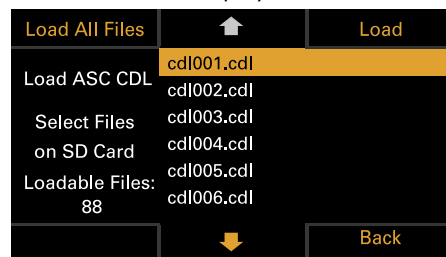 Load All Files
Load
Load ASC CDL
Select Files
on SD Card
Loadable Files:
88
cdl001.cdl
cdl002.cdl
cdl003.cdl
cdl004.cdl
cdl005.cdl
cdl006.cdl
Back